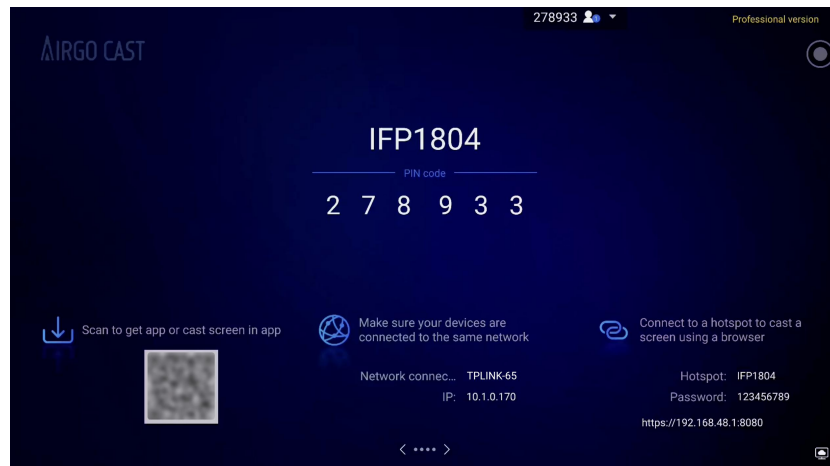 278933
Professional version
AIRGO CAST
IFP1804
PIN code
2 7 8 9 3 3
Scan to get app or cast screen in app
Make sure your devices are
connected to the same network
Network connec... TPLINK-65
IP: 10.1.0.170
Connect to a hotspot to cast a
screen using a browser
Hotspot: IFP1804
Password: 123456789
https://192.168.48.1:8080